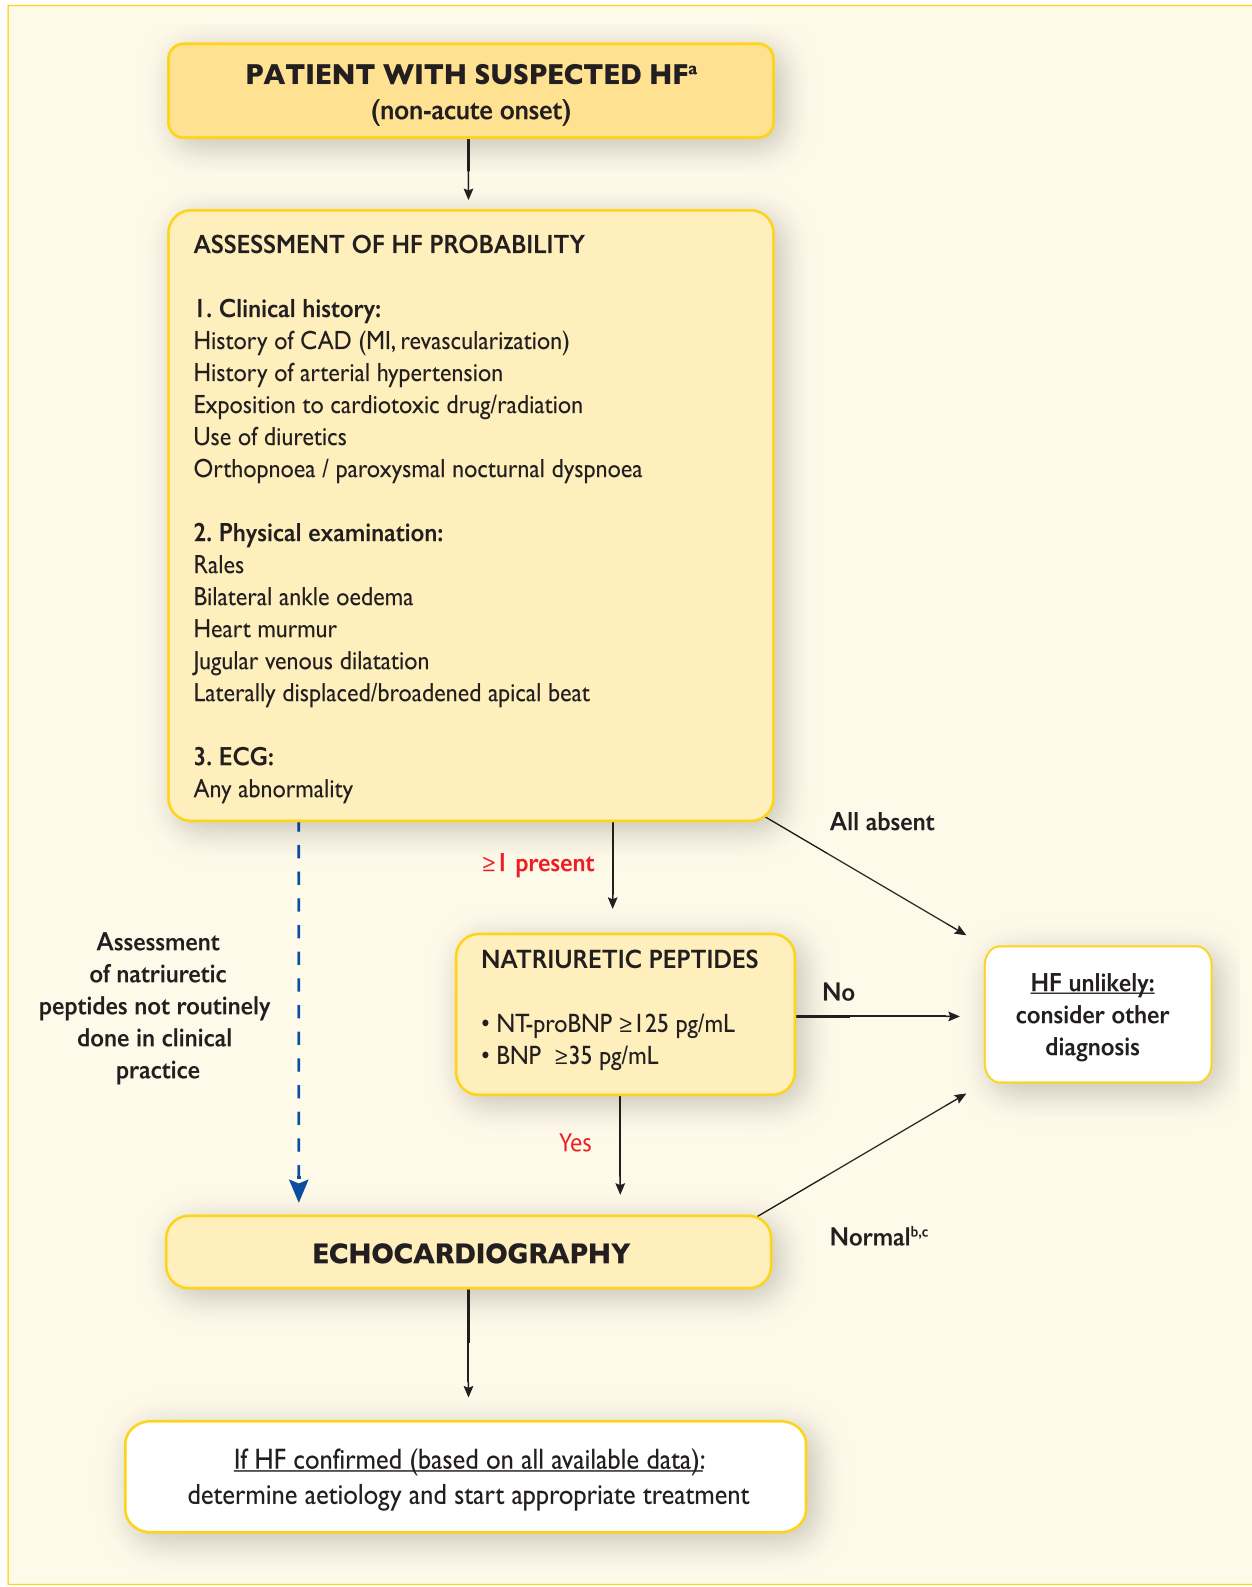 PATIENT WITH SUSPECTED HFa
(non-acute onset)
ASSESSMENT OF HF PROBABILITY
1. Clinical history:
History of CAD (MI, revascularization)
History of arterial hypertension
Exposition to cardiotoxic drug/radiation
Use of diuretics
Orthopnoea / paroxysmal nocturnal dyspnoea
2. Physical examination:
Rales
Bilateral ankle oedema
Heart murmur
Jugular venous dilatation
Laterally displaced/broadened apical beat
3. ECG:
Any abnormality
All absent
≥1 present
Assessment
of natriuretic
peptides not routinely
done in clinical
practice
NATRIURETIC PEPTIDES
• NT-proBNP ≥125 pg/mL
• BNP ≥35 pg/mL
No
HF unlikely:
consider other
diagnosis
Yes
ECHOCARDIOGRAPHY
Normalb,c
If HF confirmed (based on all available data):
determine aetiology and start appropriate treatment